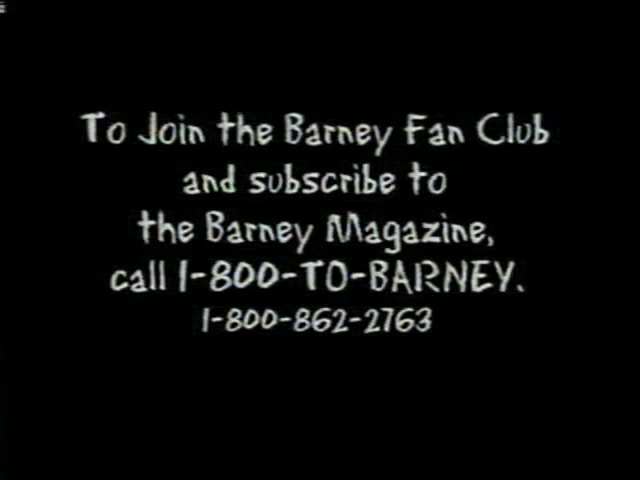 To Join the Barney Fan Club
and subscribe to
the Barney Magazine,
call 1-800-TO-BARNEY.
1-800-862-2763